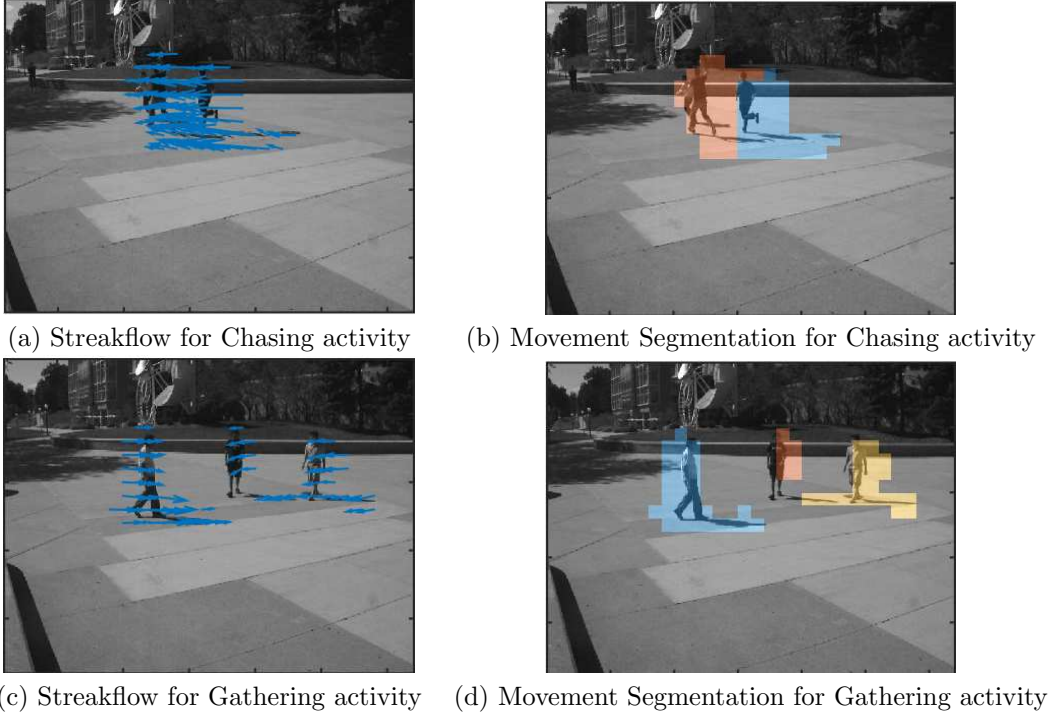 (a) Streakflow for Chasing activity
(b) Movement Segmentation for Chasing activity
(c) Streakflow for Gathering activity
(d) Movement Segmentation for Gathering activity